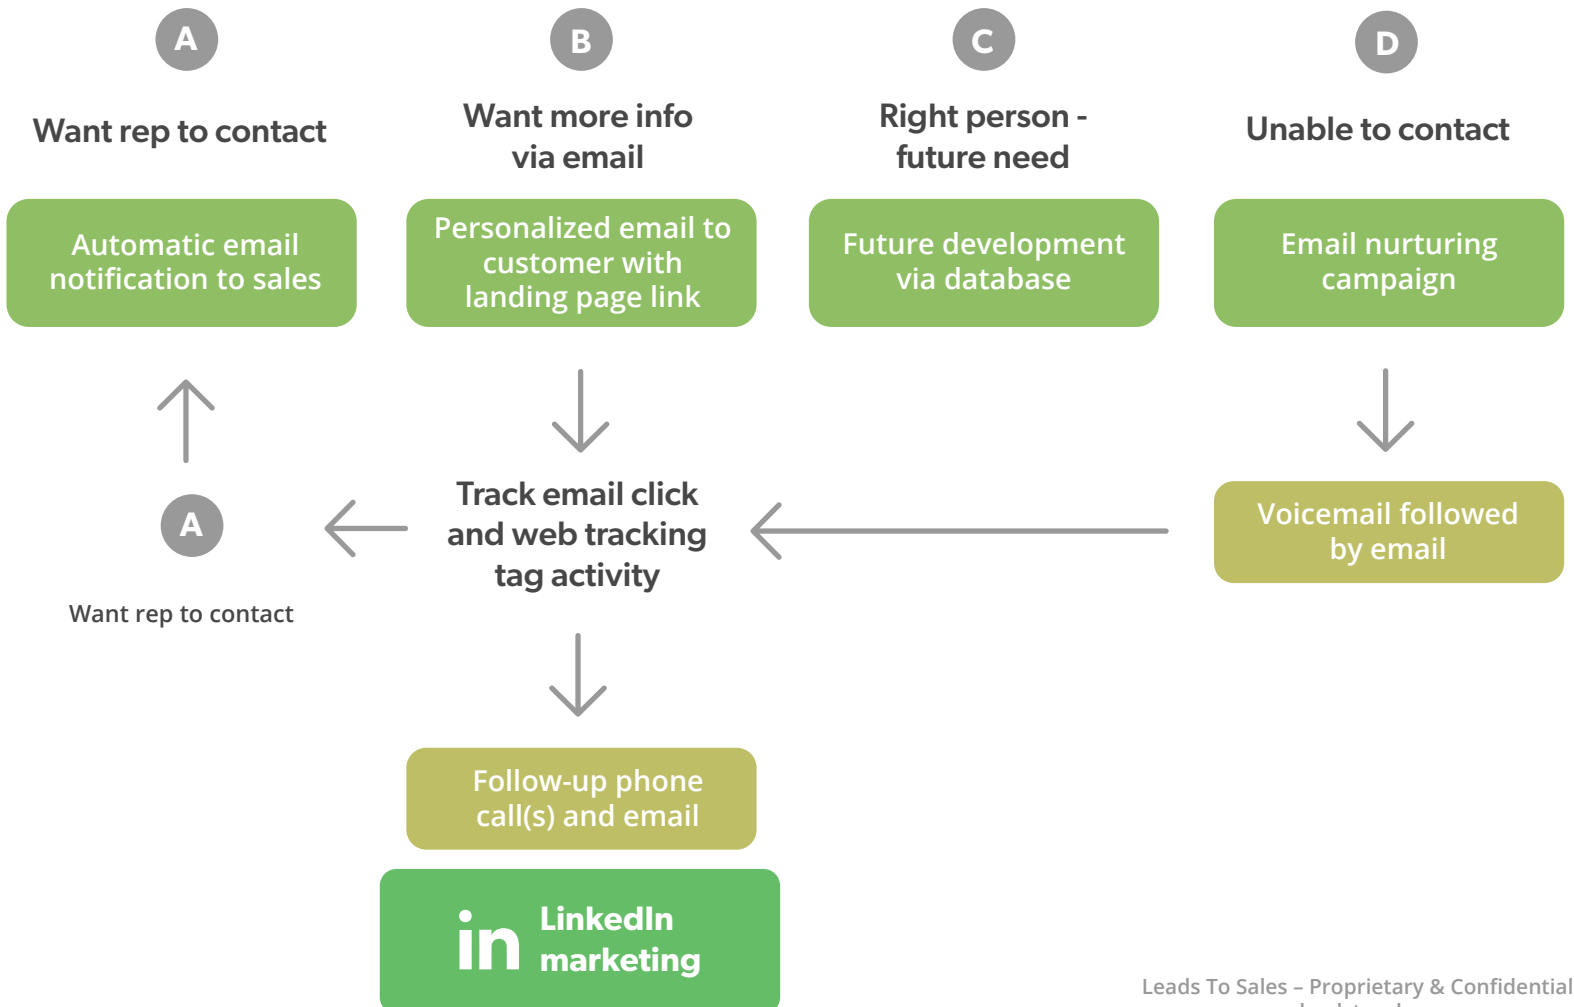 A
Want rep to contact
Automatic email
notification to sales
B
Want more info
via email
Personalized email to
customer with
landing page link
C
Right person -
future need
Future development
via database
D
Unable to contact
Email nurturing
campaign
A
Want rep to contact
Track email click
and web tracking
tag activity
Voicemail followed
by email
Follow-up phone
call(s) and email
in
LinkedIn
marketing
Leads To Sales – Proprietary & Confidential